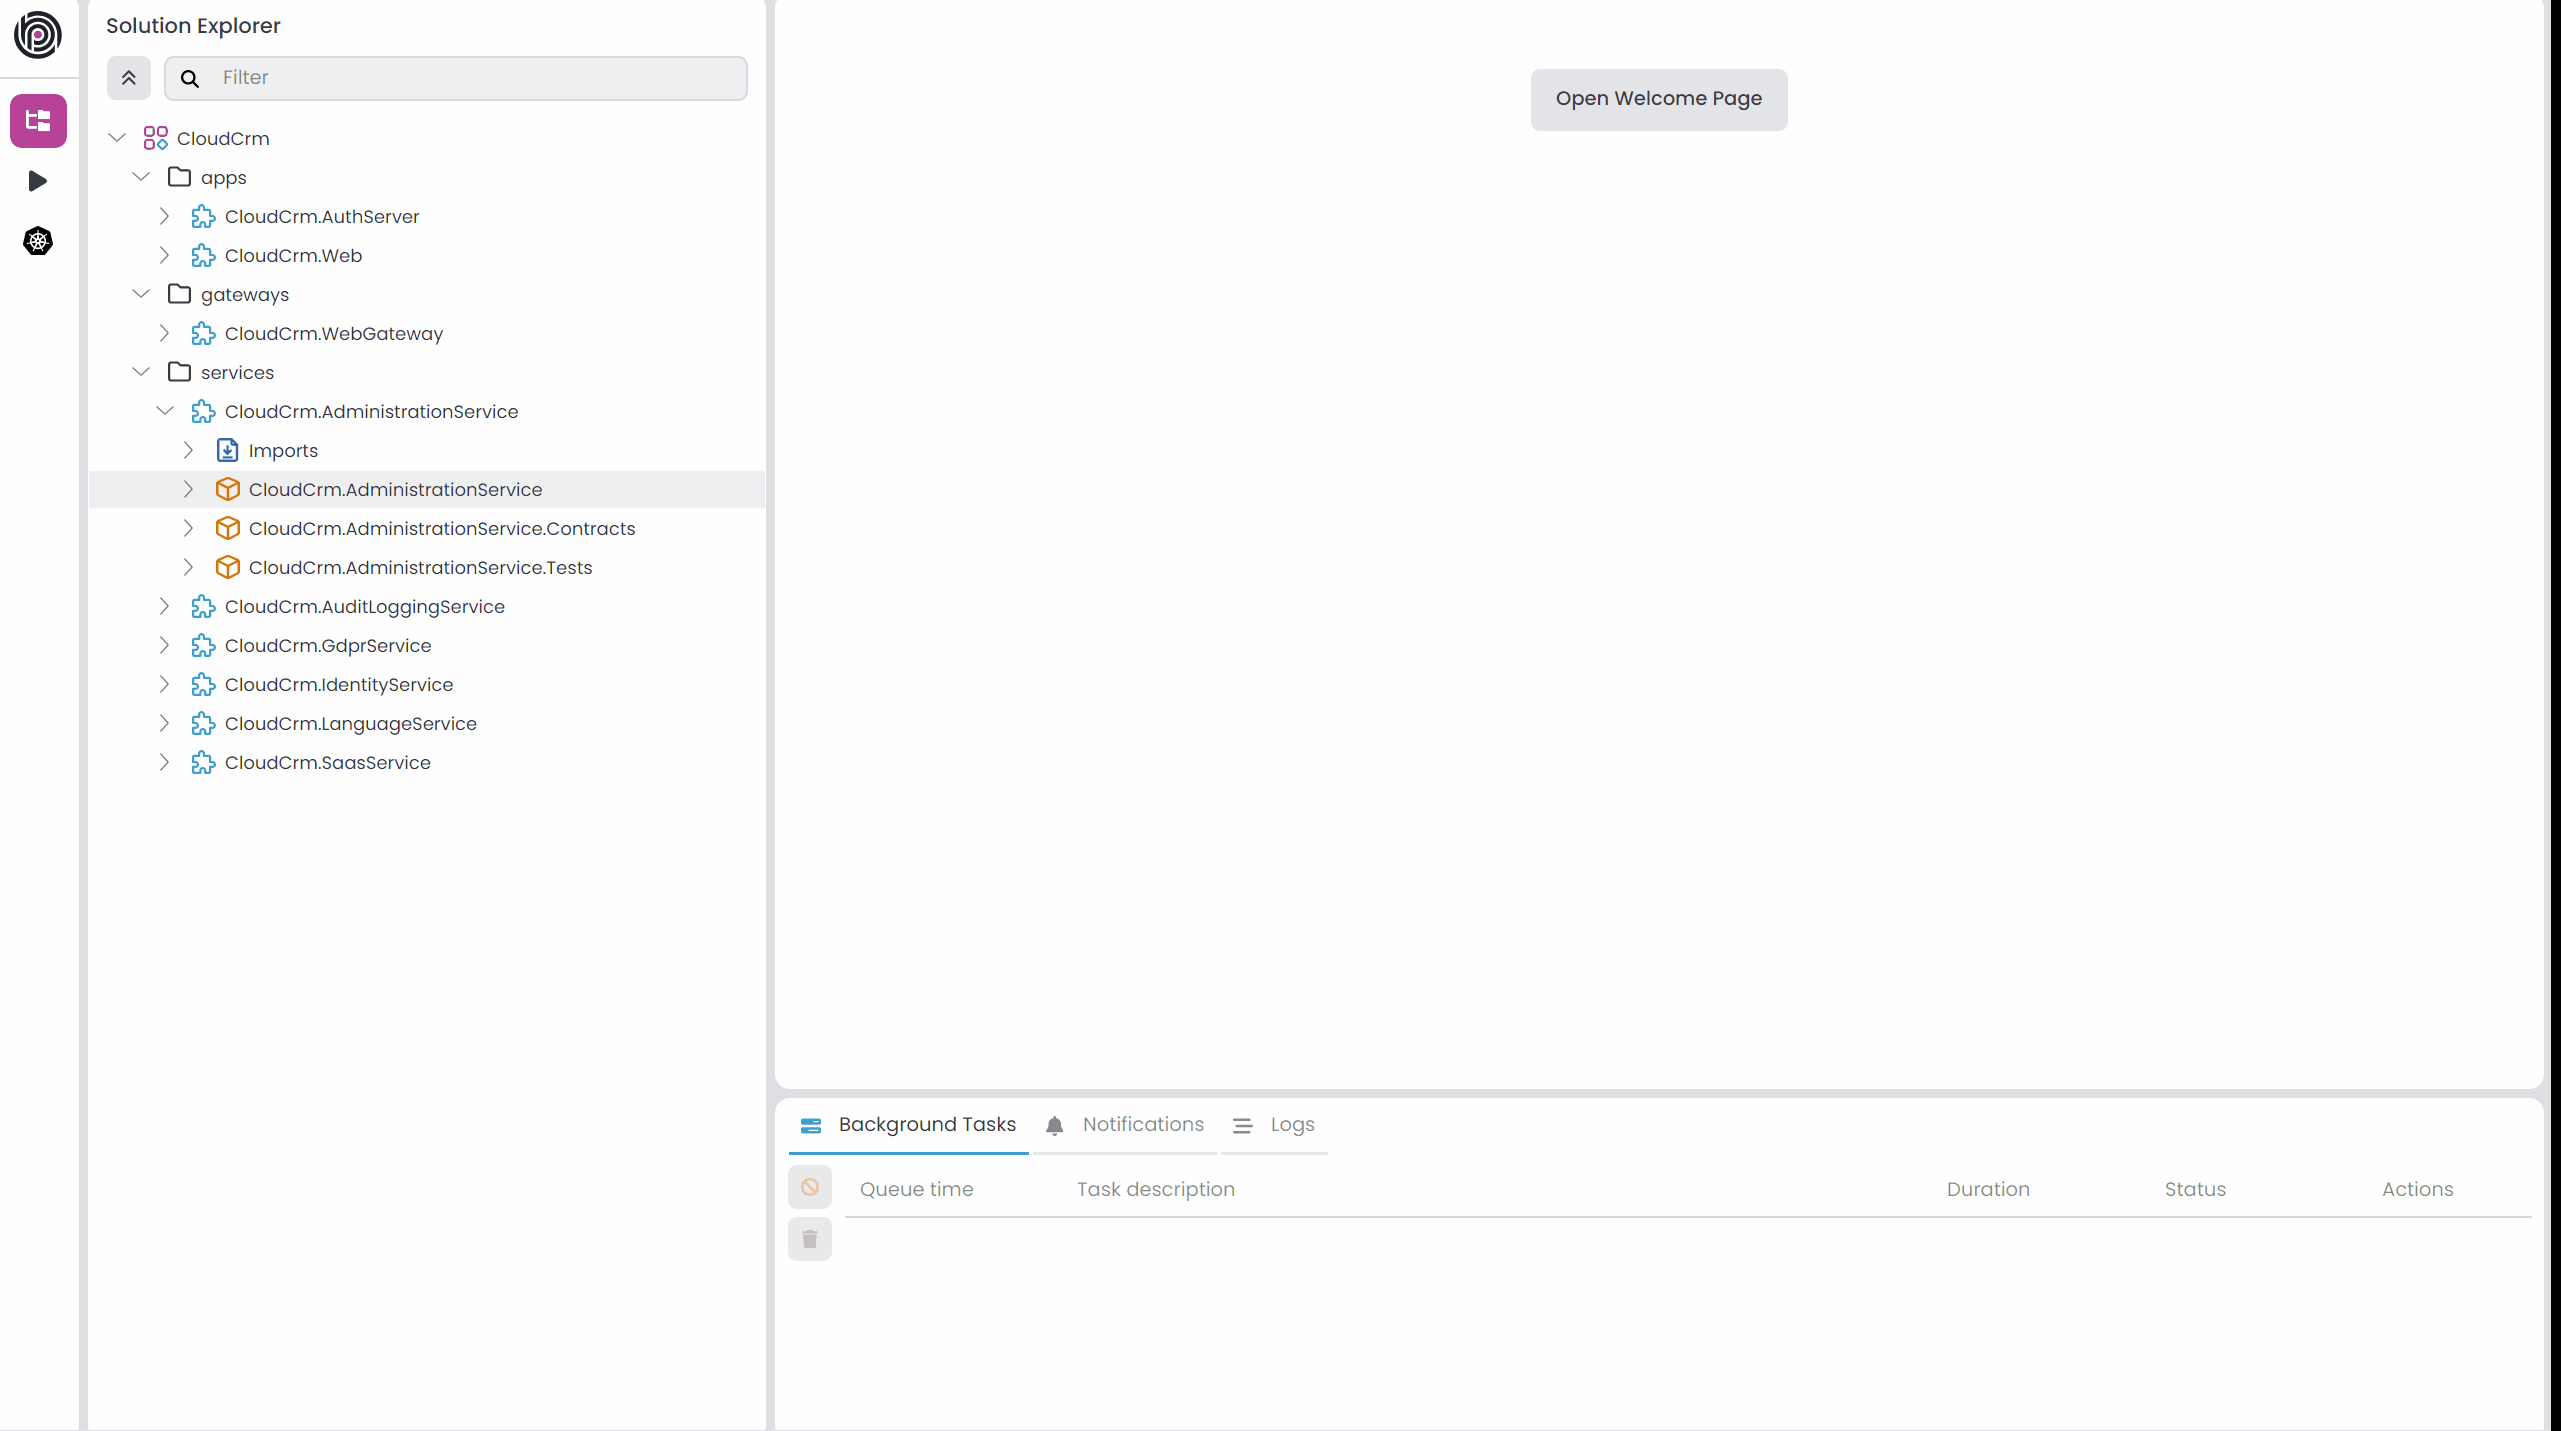 Solution Explorer
Filter
CloudCrm
apps
CloudCrm.AuthServer
CloudCrm.Web
gateways
CloudCrm.WebGateway
services
CloudCrm.AdministrationService
Imports
CloudCrm.AdministrationService
CloudCrm.AdministrationService.Contracts
CloudCrm.AdministrationService.Tests
CloudCrm.AuditLoggingService
CloudCrm.GdprService
CloudCrm.IdentityService
CloudCrm.LanguageService
CloudCrm.SaasService
Open Welcome Page
Background Tasks Notifications Logs
Queue time Task description Duration Status Actions